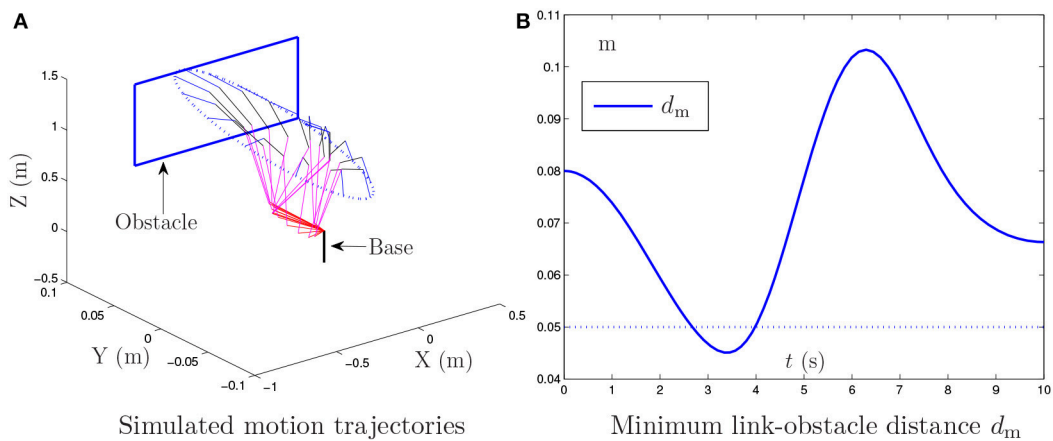 A
Z (m)
1.5
1
0.5
0
−0.5
Obstacle
Base
0.1
0.05
0
−0.05
−0.1
Y (m)
−1
−0.5
0
0.5
X (m)
Simulated motion trajectories
B
0.11
0.1
0.09
0.08
0.07
0.06
0.05
0.04
m
dₘ
t (s)
0 1 2 3 4 5 6 7 8 9 10
Minimum link-obstacle distance dₘ